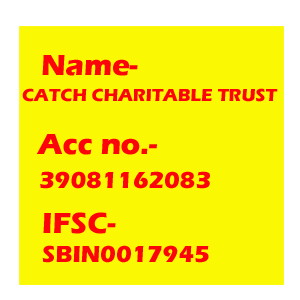 Name-
CATCH CHARITABLE TRUST
Acc no.-
39081162083
IFSC-
SBIN0017945